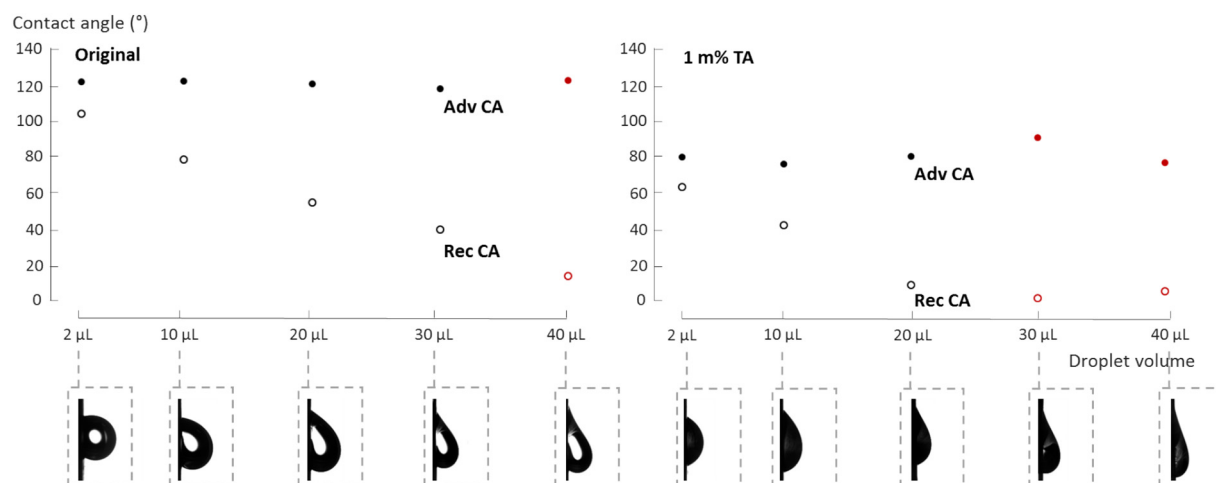 Contact angle (°)
Original
140
120
100
80
60
40
20
0
Adv CA
Rec CA
2 µL
10 µL
20 µL
30 µL
40 µL
1 m% TA
140
120
100
80
60
40
20
0
Adv CA
Rec CA
2 µL
10 µL
20 µL
30 µL
40 µL
Droplet volume